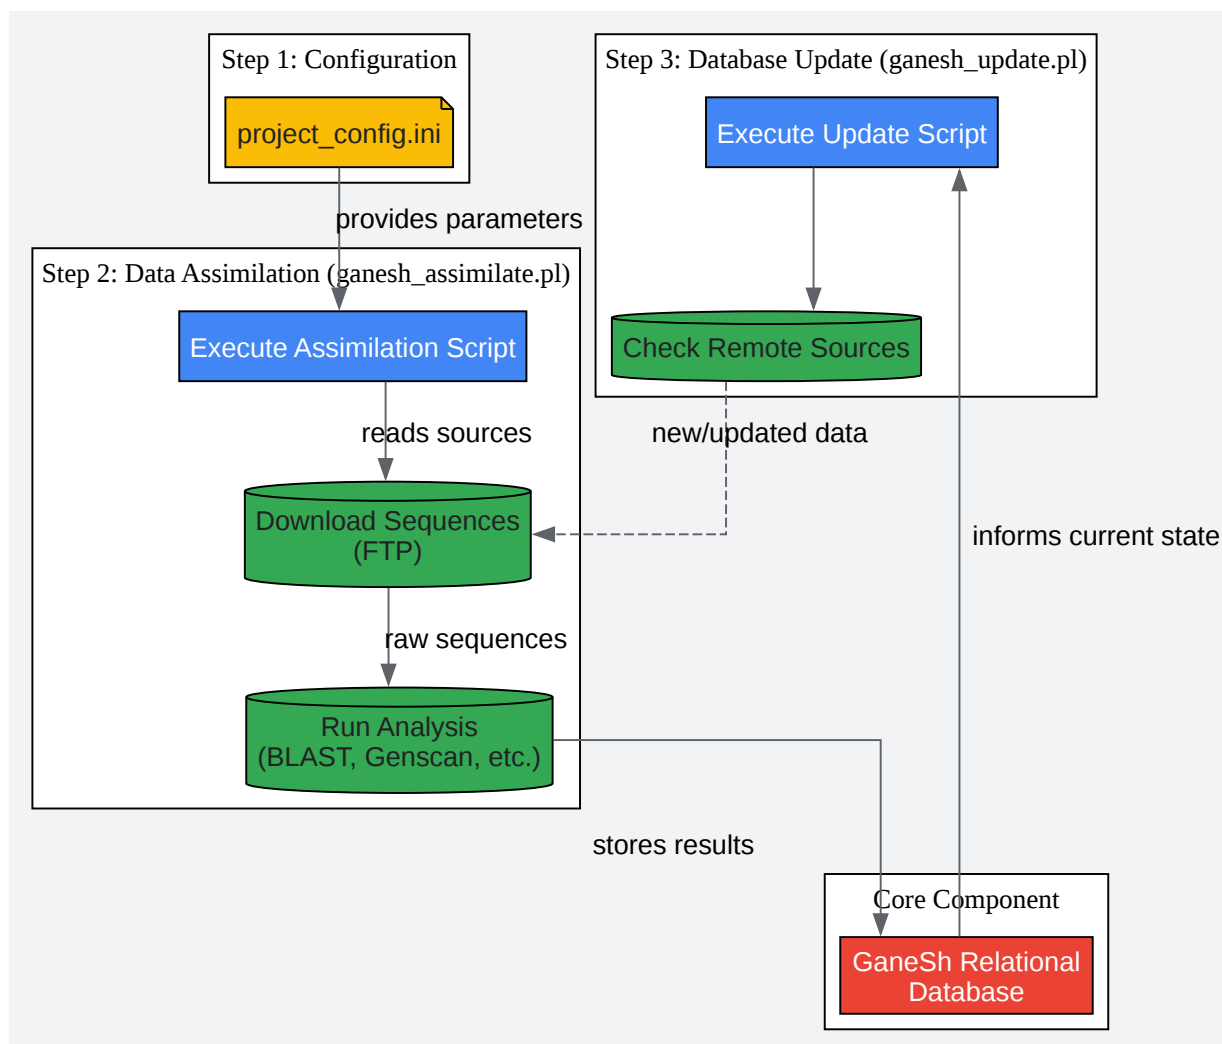 Step 1: Configuration
project_config.ini
provides parameters
Step 2: Data Assimilation (ganesh_assimilate.pl)
Execute Assimilation Script
reads sources
Download Sequences
(FTP)
raw sequences
Run Analysis
(BLAST, Genscan, etc.)
stores results
Step 3: Database Update (ganesh_update.pl)
Execute Update Script
Check Remote Sources
new/updated data
informs current state
Core Component
GaneSh Relational
Database